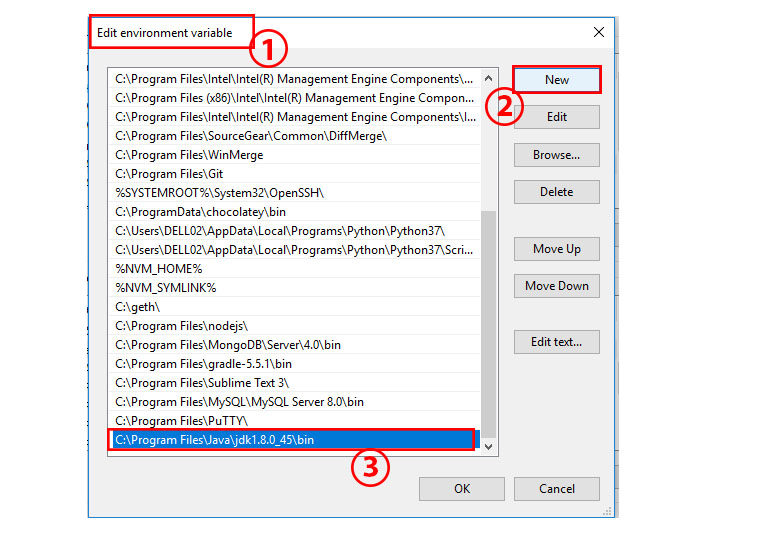 Edit environment variable
1
C:\Program Files\Intel\Intel(R) Management Engine Components\...
C:\Program Files (x86)\Intel\Intel(R) Management Engine Compon...
C:\Program Files\Intel\Intel(R) Management Engine Components\I...
C:\Program Files\SourceGear\Common\DiffMerge\
C:\Program Files\WinMerge
C:\Program Files\Git
%SYSTEMROOT%\System32\OpenSSH\
C:\ProgramData\chocolatey\bin
C:\Users\DELL02\AppData\Local\Programs\Python\Python37\
C:\Users\DELL02\AppData\Local\Programs\Python\Python37\Scri...
%NVM_HOME%
%NVM_SYMLINK%
C:\geth\
C:\Program Files\nodejs\
C:\Program Files\MongoDB\Server\4.0\bin
C:\Program Files\gradle-5.5.1\bin
C:\Program Files\Sublime Text 3\
C:\Program Files\MySQL\MySQL Server 8.0\bin
C:\Program Files\PuTTY\
C:\Program Files\Java\jdk1.8.0_45\bin
3
New
2
Edit
Browse...
Delete
Move Up
Move Down
Edit text...
OK
Cancel